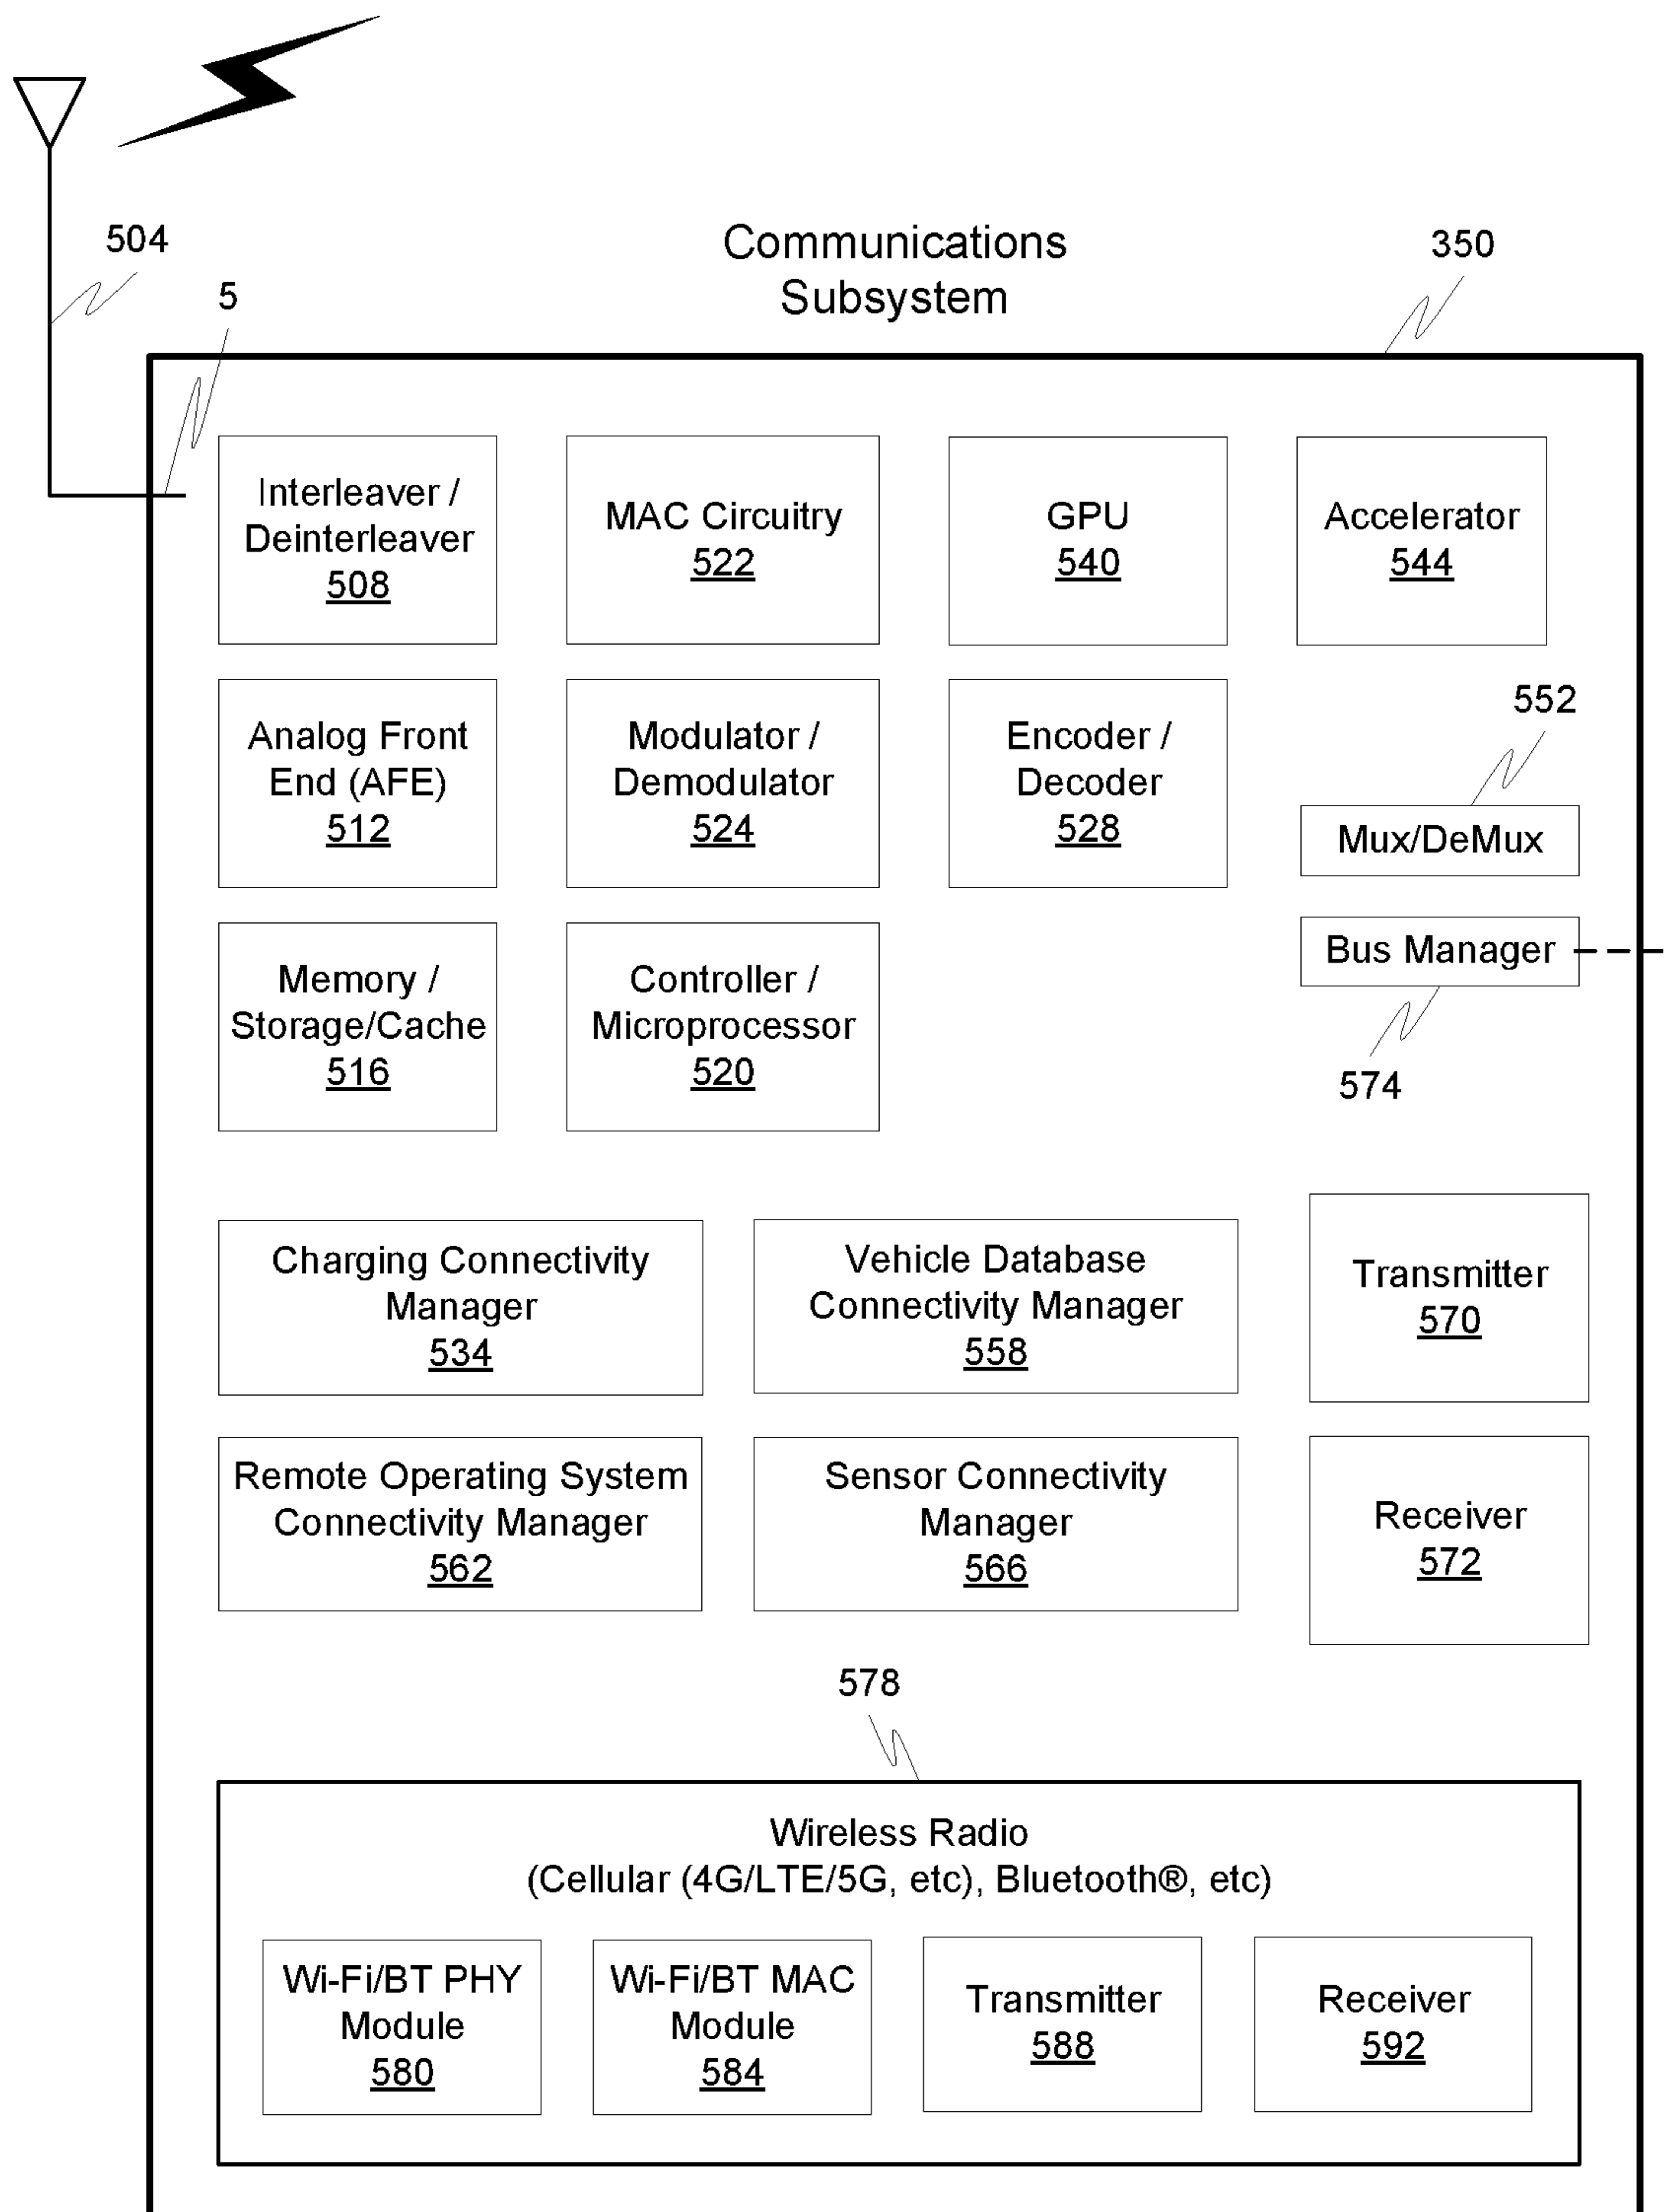 504
5
Communications
Subsystem
350
Interleaver /
Deinterleaver
508
MAC Circuitry
522
GPU
540
Accelerator
544
Analog Front
End (AFE)
512
Modulator /
Demodulator
524
Encoder /
Decoder
528
552
Mux/DeMux
Memory /
Storage/Cache
516
Controller /
Microprocessor
520
Bus Manager
574
Charging Connectivity
Manager
534
Vehicle Database
Connectivity Manager
558
Transmitter
570
Remote Operating System
Connectivity Manager
562
Sensor Connectivity
Manager
566
Receiver
572
578
Wireless Radio
(Cellular (4G/LTE/5G, etc), Bluetooth®, etc)
Wi-Fi/BT PHY
Module
580
Wi-Fi/BT MAC
Module
584
Transmitter
588
Receiver
592